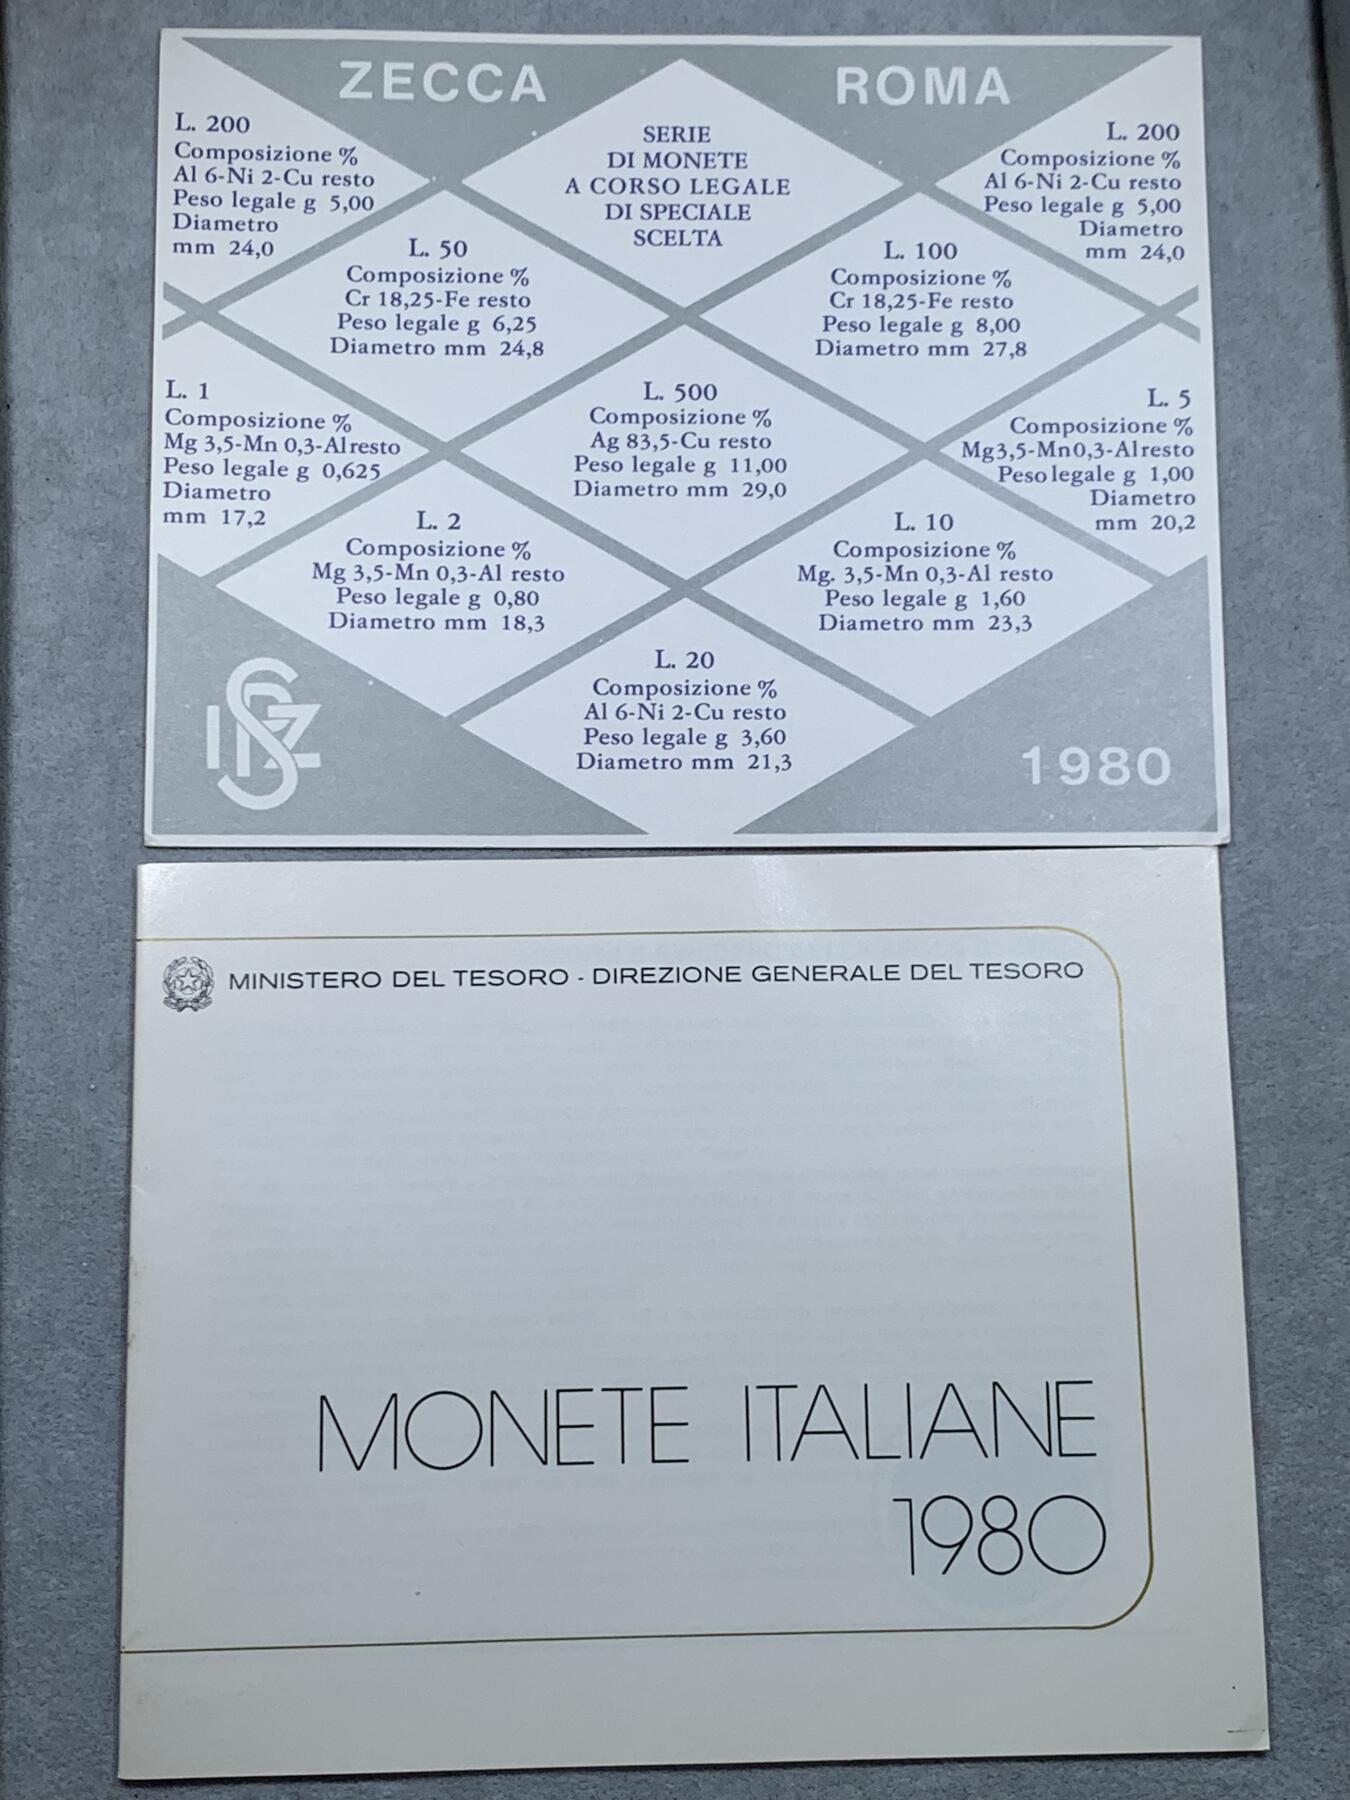 ZECCA
ROMA
L. 200
Composizione %
Al 6-Ni 2-Cu resto
Peso legale g 5,00
Diametro
mm 24,0
SERIE
DI MONETE
A CORSO LEGALE
DI SPECIALE
SCELTA
L. 200
Composizione %
Al 6-Ni 2-Cu resto
Peso legale g 5,00
Diametro
mm 24,0
L. 50
Composizione %
Cr 18,25-Fe resto
Peso legale g 6,25
Diametro mm 24,8
L. 100
Composizione %
Cr 18,25-Fe resto
Peso legale g 8,00
Diametro mm 27,8
L. 1
Composizione %
Mg 3,5-Mn 0,3-Al resto
Peso legale g 0,625
Diametro
mm 17,2
L. 500
Composizione %
Ag 83,5-Cu resto
Peso legale g 11,00
Diametro mm 29,0
L. 5
Composizione %
Mg 3,5-Mn 0,3-Al resto
Peso legale g 1,00
Diametro
mm 20,2
L. 2
Composizione %
Mg 3,5-Mn 0,3-Al resto
Peso legale g 0,80
Diametro mm 18,3
L. 10
Composizione %
Mg. 3,5-Mn 0,3-Al resto
Peso legale g 1,60
Diametro mm 23,3
L. 20
Composizione %
Al 6-Ni 2-Cu resto
Peso legale g 3,60
Diametro mm 21,3
IPZS
1980
MINISTERO DEL TESORO - DIREZIONE GENERALE DEL TESORO
MONETE ITALIANE
1980